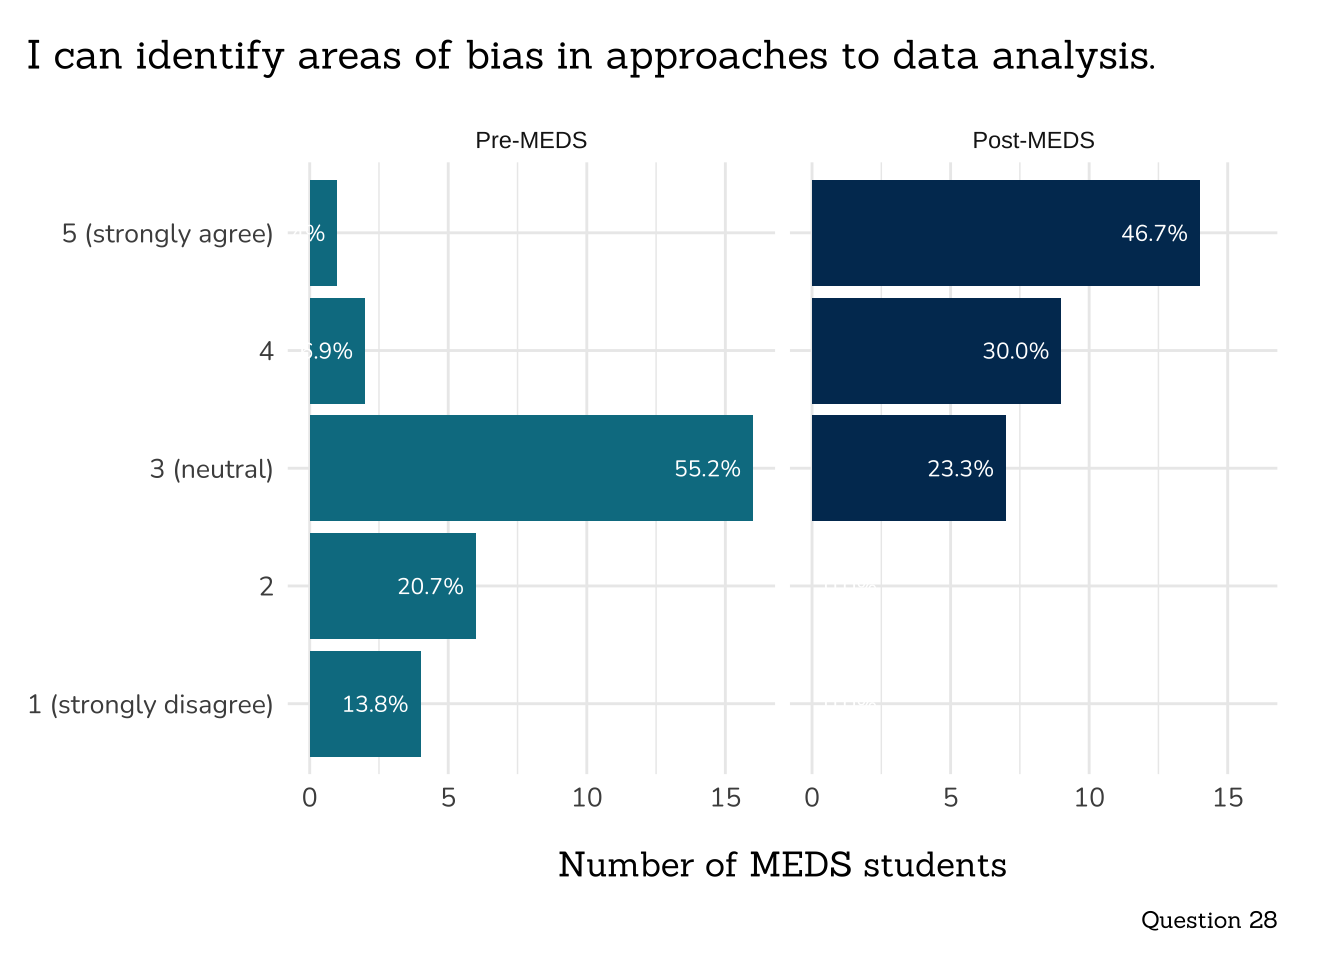 I can identify areas of bias in approaches to data analysis.
Pre-MEDS
Post-MEDS
5 (strongly agree)
46.7%
4
6.9%
30.0%
3 (neutral)
55.2%
23.3%
2
20.7%
1 (strongly disagree)
13.8%
0 5 10 15
0 5 10 15
Number of MEDS students
Question 28